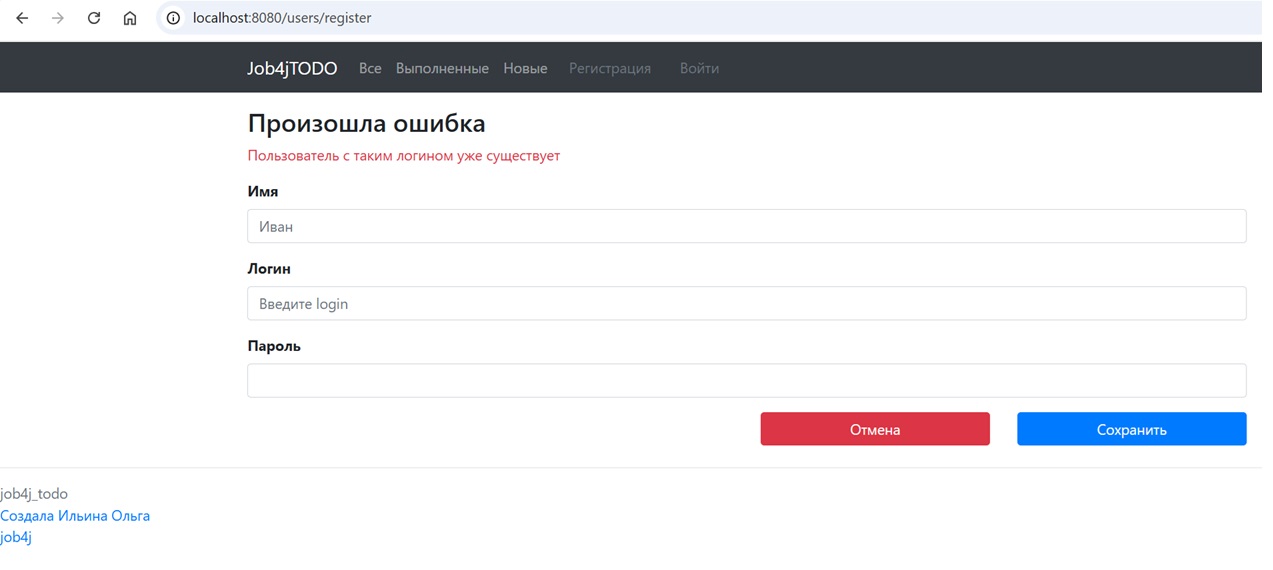 localhost:8080/users/register
Job4jTODO Все Выполненные Новые Регистрация Войти
Произошла ошибка
Пользователь с таким логином уже существует
Имя
Иван
Логин
Введите login
Пароль
Отмена Сохранить
job4j_todo
Создала Ильина Ольга
job4j